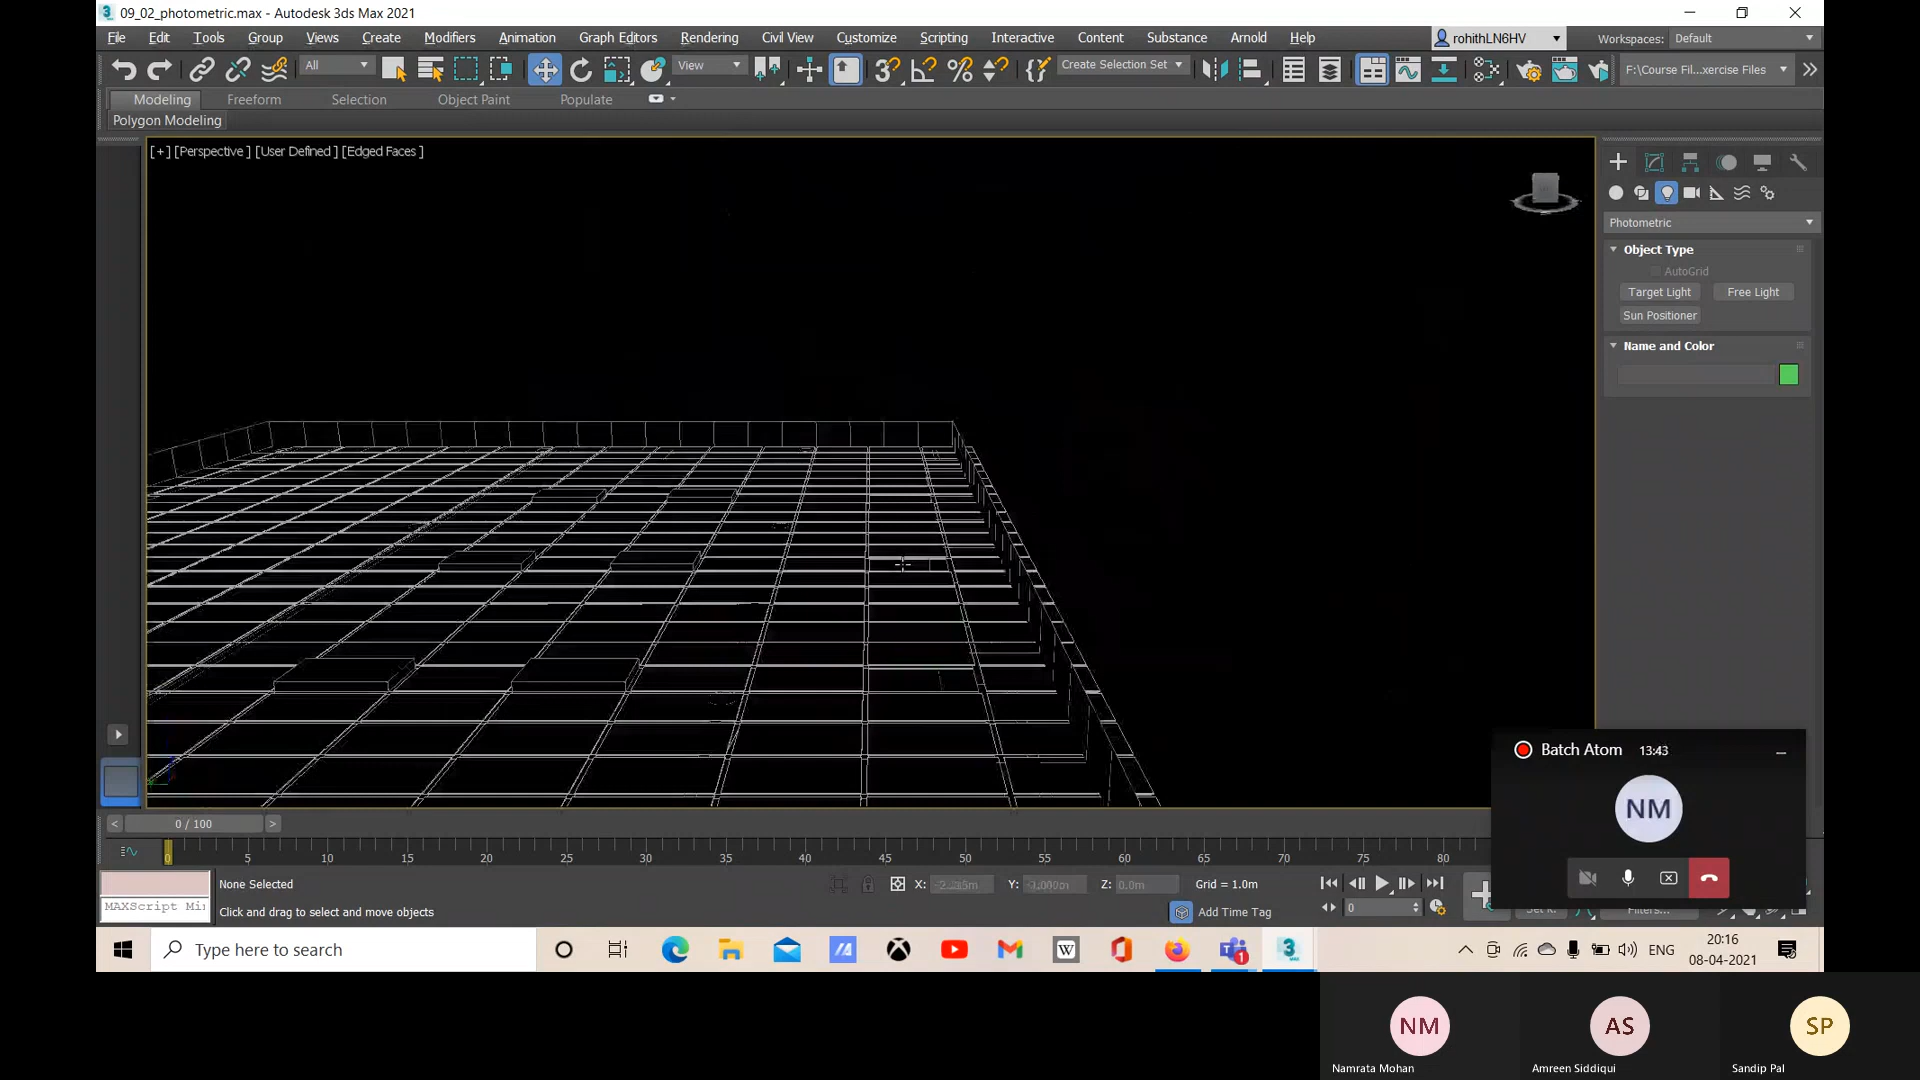 09_02_photometric.max - Autodesk 3ds Max 2021
File Edit Tools Group Views Create Modifiers Animation Graph Editors Rendering Civil View Customize Scripting Interactive Content Substance Arnold Help
rohithLN6HV
Workspaces: Default
All
View
Create Selection Set
F:\Course Fil...xercise Files
Modeling Freeform Selection Object Paint Populate
Polygon Modeling
[+] [Perspective ] [User Defined ] [Edged Faces ]
Photometric
Object Type
AutoGrid
Target Light Free Light
Sun Positioner
Name and Color
Batch Atom 13:43
NM
0 / 100
0 5 10 15 20 25 30 35 40 45 50 55 60 65 70 75 80
None Selected
X: Y: Z: 0.0m Grid = 1.0m
MAXScript Mi
Click and drag to select and move objects
Add Time Tag
0
Filters...
Type here to search
ENG
20:16
08-04-2021
NM AS SP
Namrata Mohan Amreen Siddiqui Sandip Pal